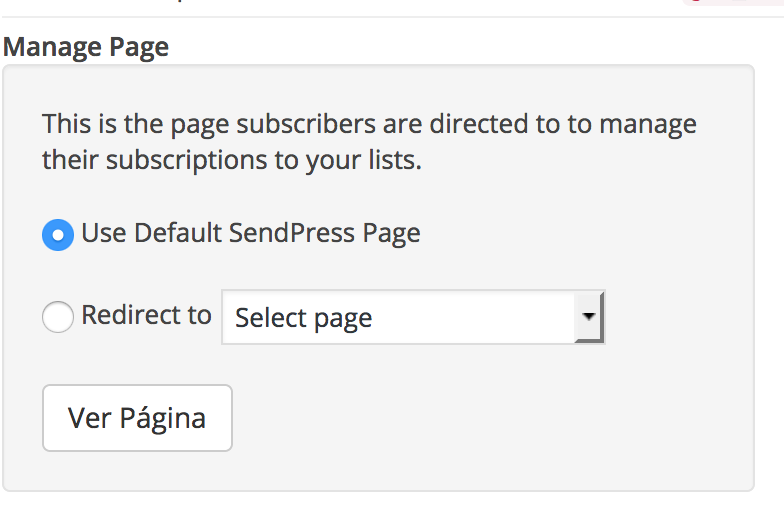 Manage Page
This is the page subscribers are directed to to manage
their subscriptions to your lists.
Use Default SendPress Page
Redirect to Select page
Ver Página